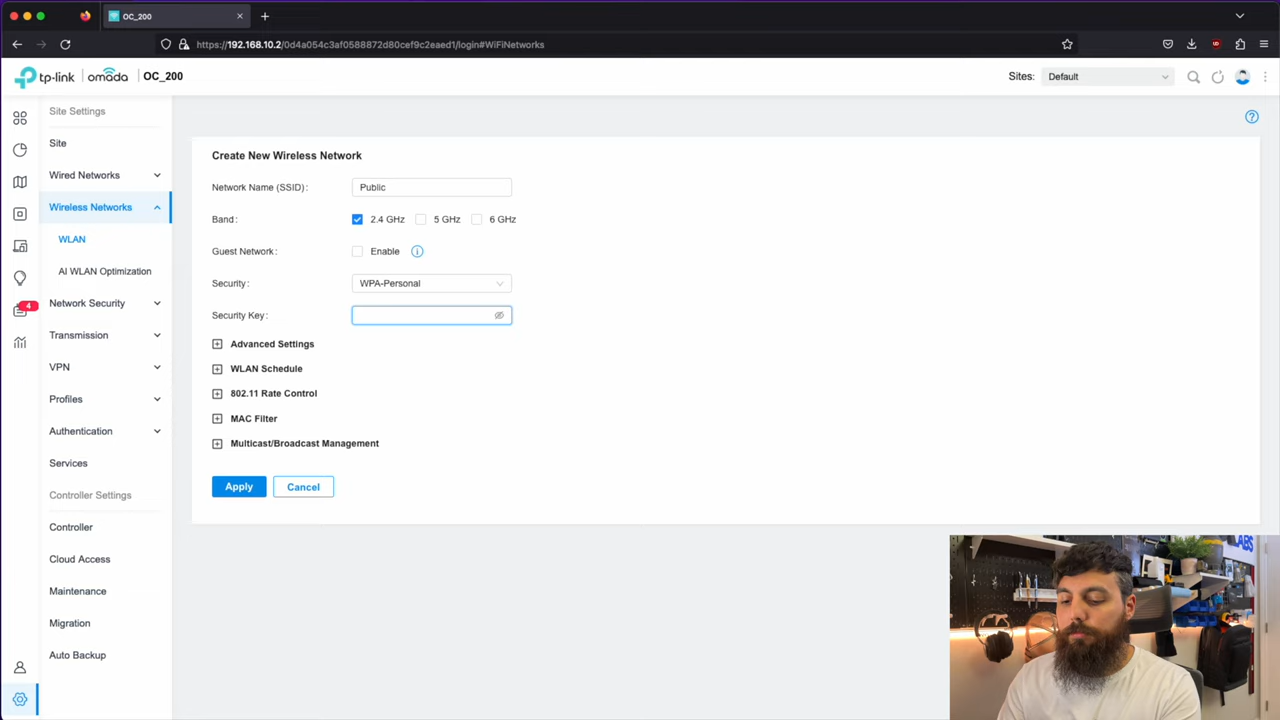 OC_200
https://192.168.10.2/0d4a054c3af0588872d80cef9c2eaed1/login#WiFiNetworks
tp-link | omada | OC_200
Sites: Default
Site Settings
Site
Wired Networks
Wireless Networks
WLAN
AI WLAN Optimization
Network Security
4
Transmission
VPN
Profiles
Authentication
Services
Controller Settings
Controller
Cloud Access
Maintenance
Migration
Auto Backup
Create New Wireless Network
Network Name (SSID): Public
Band: 2.4 GHz 5 GHz 6 GHz
Guest Network: Enable
Security: WPA-Personal
Security Key:
Advanced Settings
WLAN Schedule
802.11 Rate Control
MAC Filter
Multicast/Broadcast Management
Apply Cancel